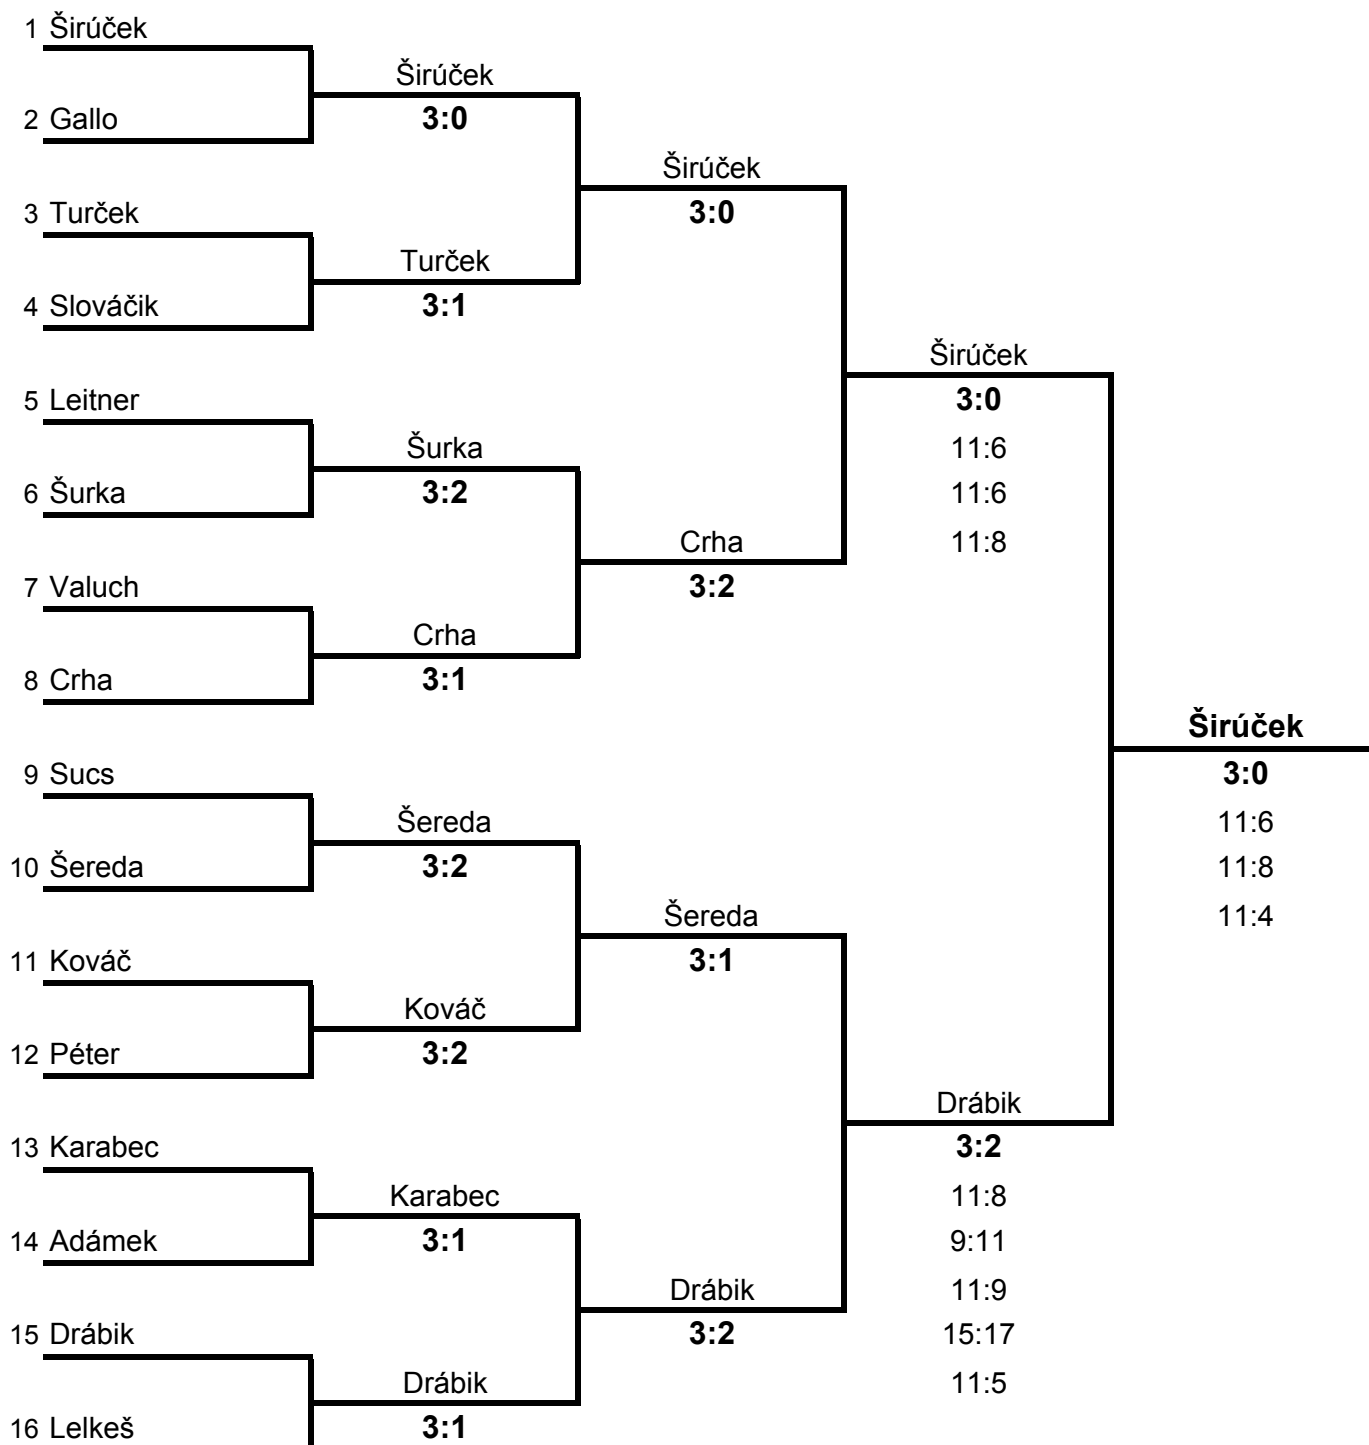 1 Širúček
Širúček
3:0
2 Gallo
Širúček
3:0
3 Turček
Turček
3:1
4 Slováčik
Širúček
3:0
11:6
11:6
11:8
5 Leitner
Šurka
3:2
6 Šurka
Crha
3:2
7 Valuch
Crha
3:1
8 Crha
Širúček
3:0
11:6
11:8
11:4
9 Sucs
Šereda
3:2
10 Šereda
Šereda
3:1
11 Kováč
Kováč
3:2
12 Péter
Drábik
3:2
11:8
9:11
11:9
15:17
11:5
13 Karabec
Karabec
3:1
14 Adámek
Drábik
3:2
15 Drábik
Drábik
3:1
16 Lelkeš